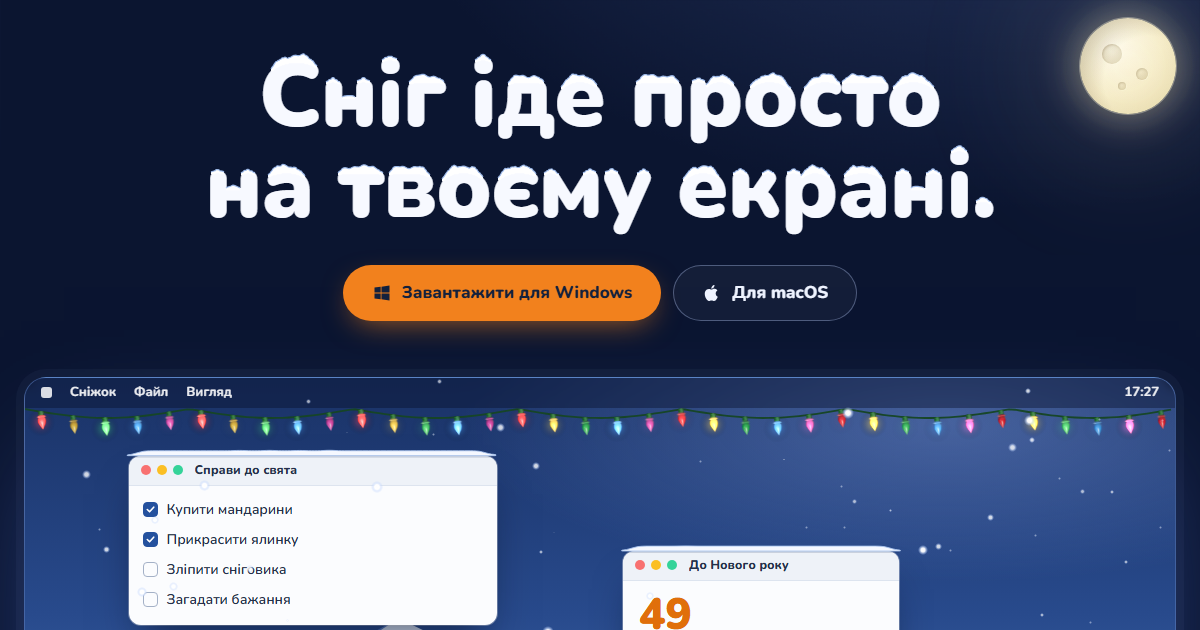 Сніг іде просто
на твоєму екрані.
Завантажити для Windows
Для macOS
Сніжок Файл Вигляд 17:27
Справи до свята
Купити мандарини
Прикрасити ялинку
Зліпити сніговика
Загадати бажання
До Нового року
49